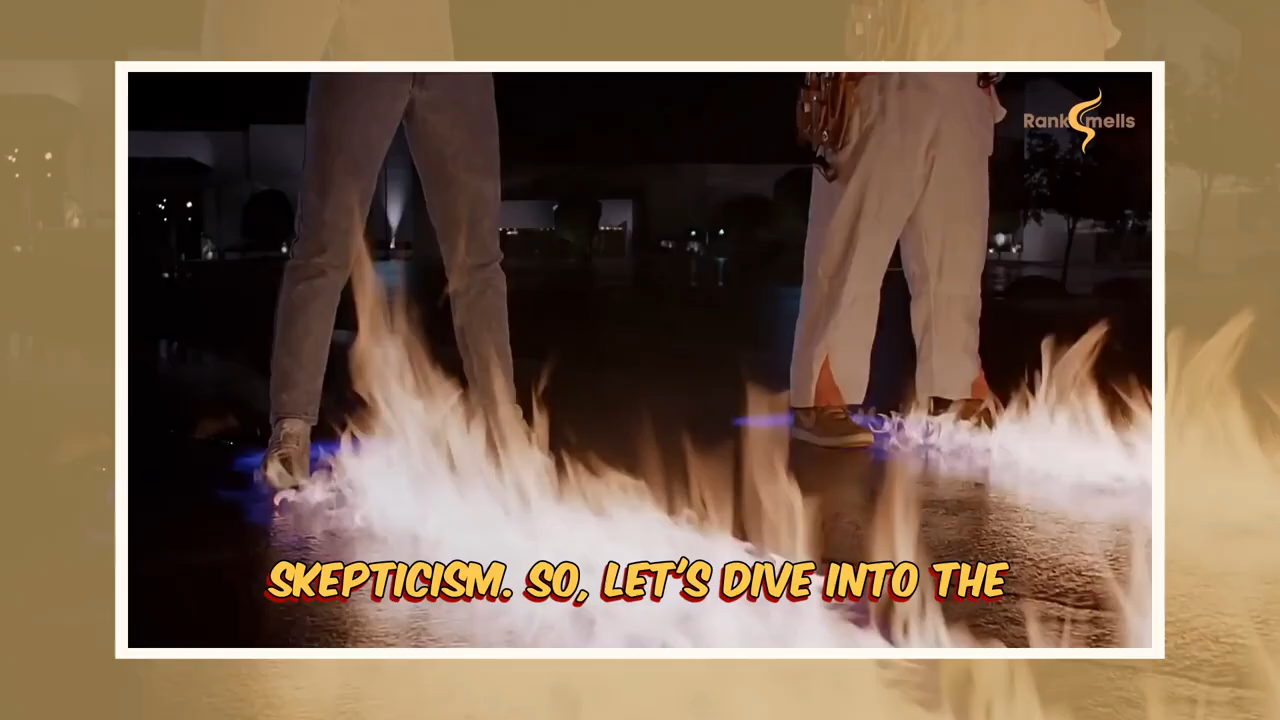 RankSmells
SKEPTICISM. SO, LET'S DIVE INTO THE